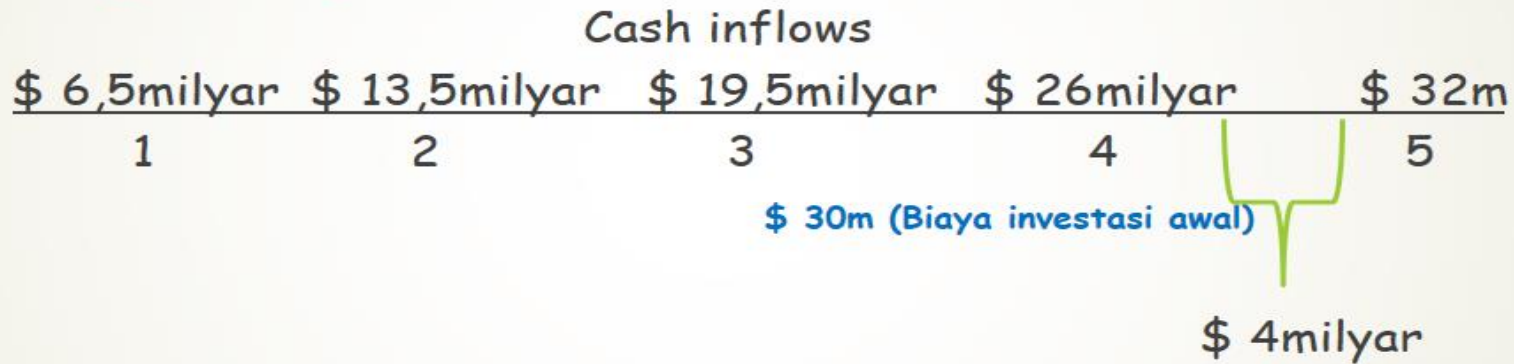 Cash inflows
$ 6,5milyar $ 13,5milyar $ 19,5milyar $ 26milyar $ 32m
1 2 3 4 5
$ 30m (Biaya investasi awal)
$ 4milyar